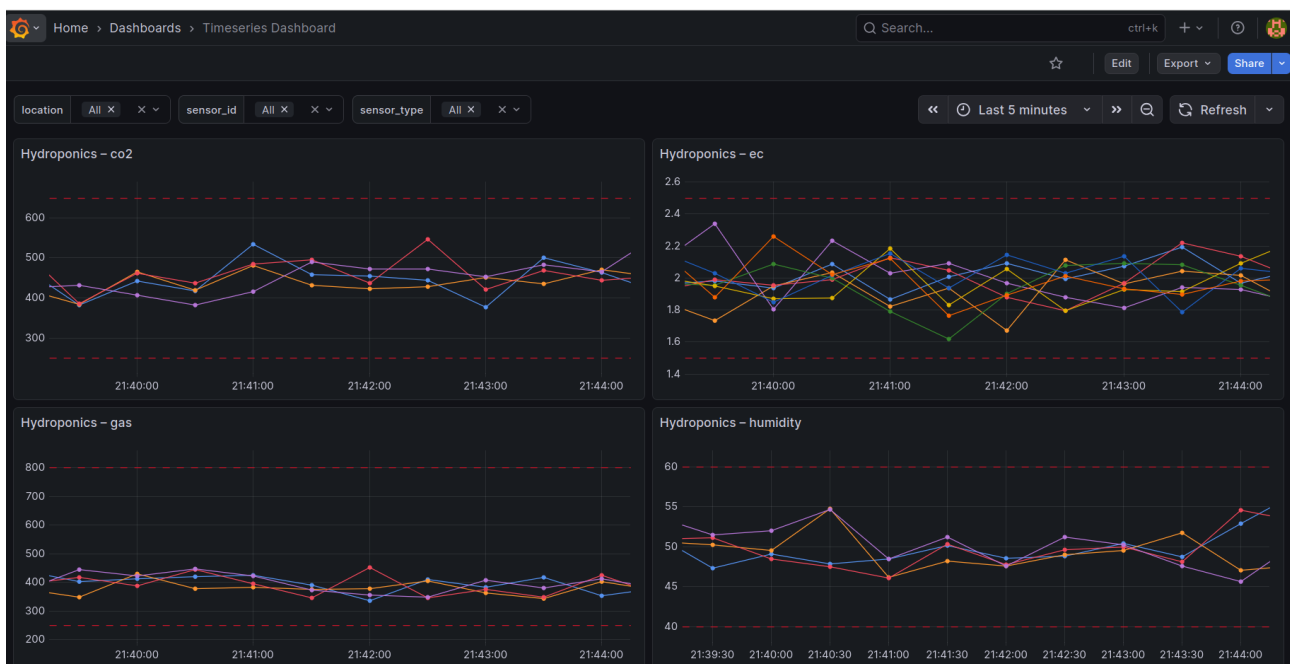 Home › Dashboards › Timeseries Dashboard
Search...
ctrl+k
Edit
Export
Share
location
All ×
sensor_id
All ×
sensor_type
All ×
Last 5 minutes
Refresh
Hydroponics – co2
600
500
400
300
21:40:00 21:41:00 21:42:00 21:43:00 21:44:00
Hydroponics – ec
2.6
2.4
2.2
2
1.8
1.6
1.4
21:40:00 21:41:00 21:42:00 21:43:00 21:44:00
Hydroponics – gas
800
700
600
500
400
300
200
21:40:00 21:41:00 21:42:00 21:43:00 21:44:00
Hydroponics – humidity
60
55
50
45
40
21:39:30 21:40:00 21:40:30 21:41:00 21:41:30 21:42:00 21:42:30 21:43:00 21:43:30 21:44:00